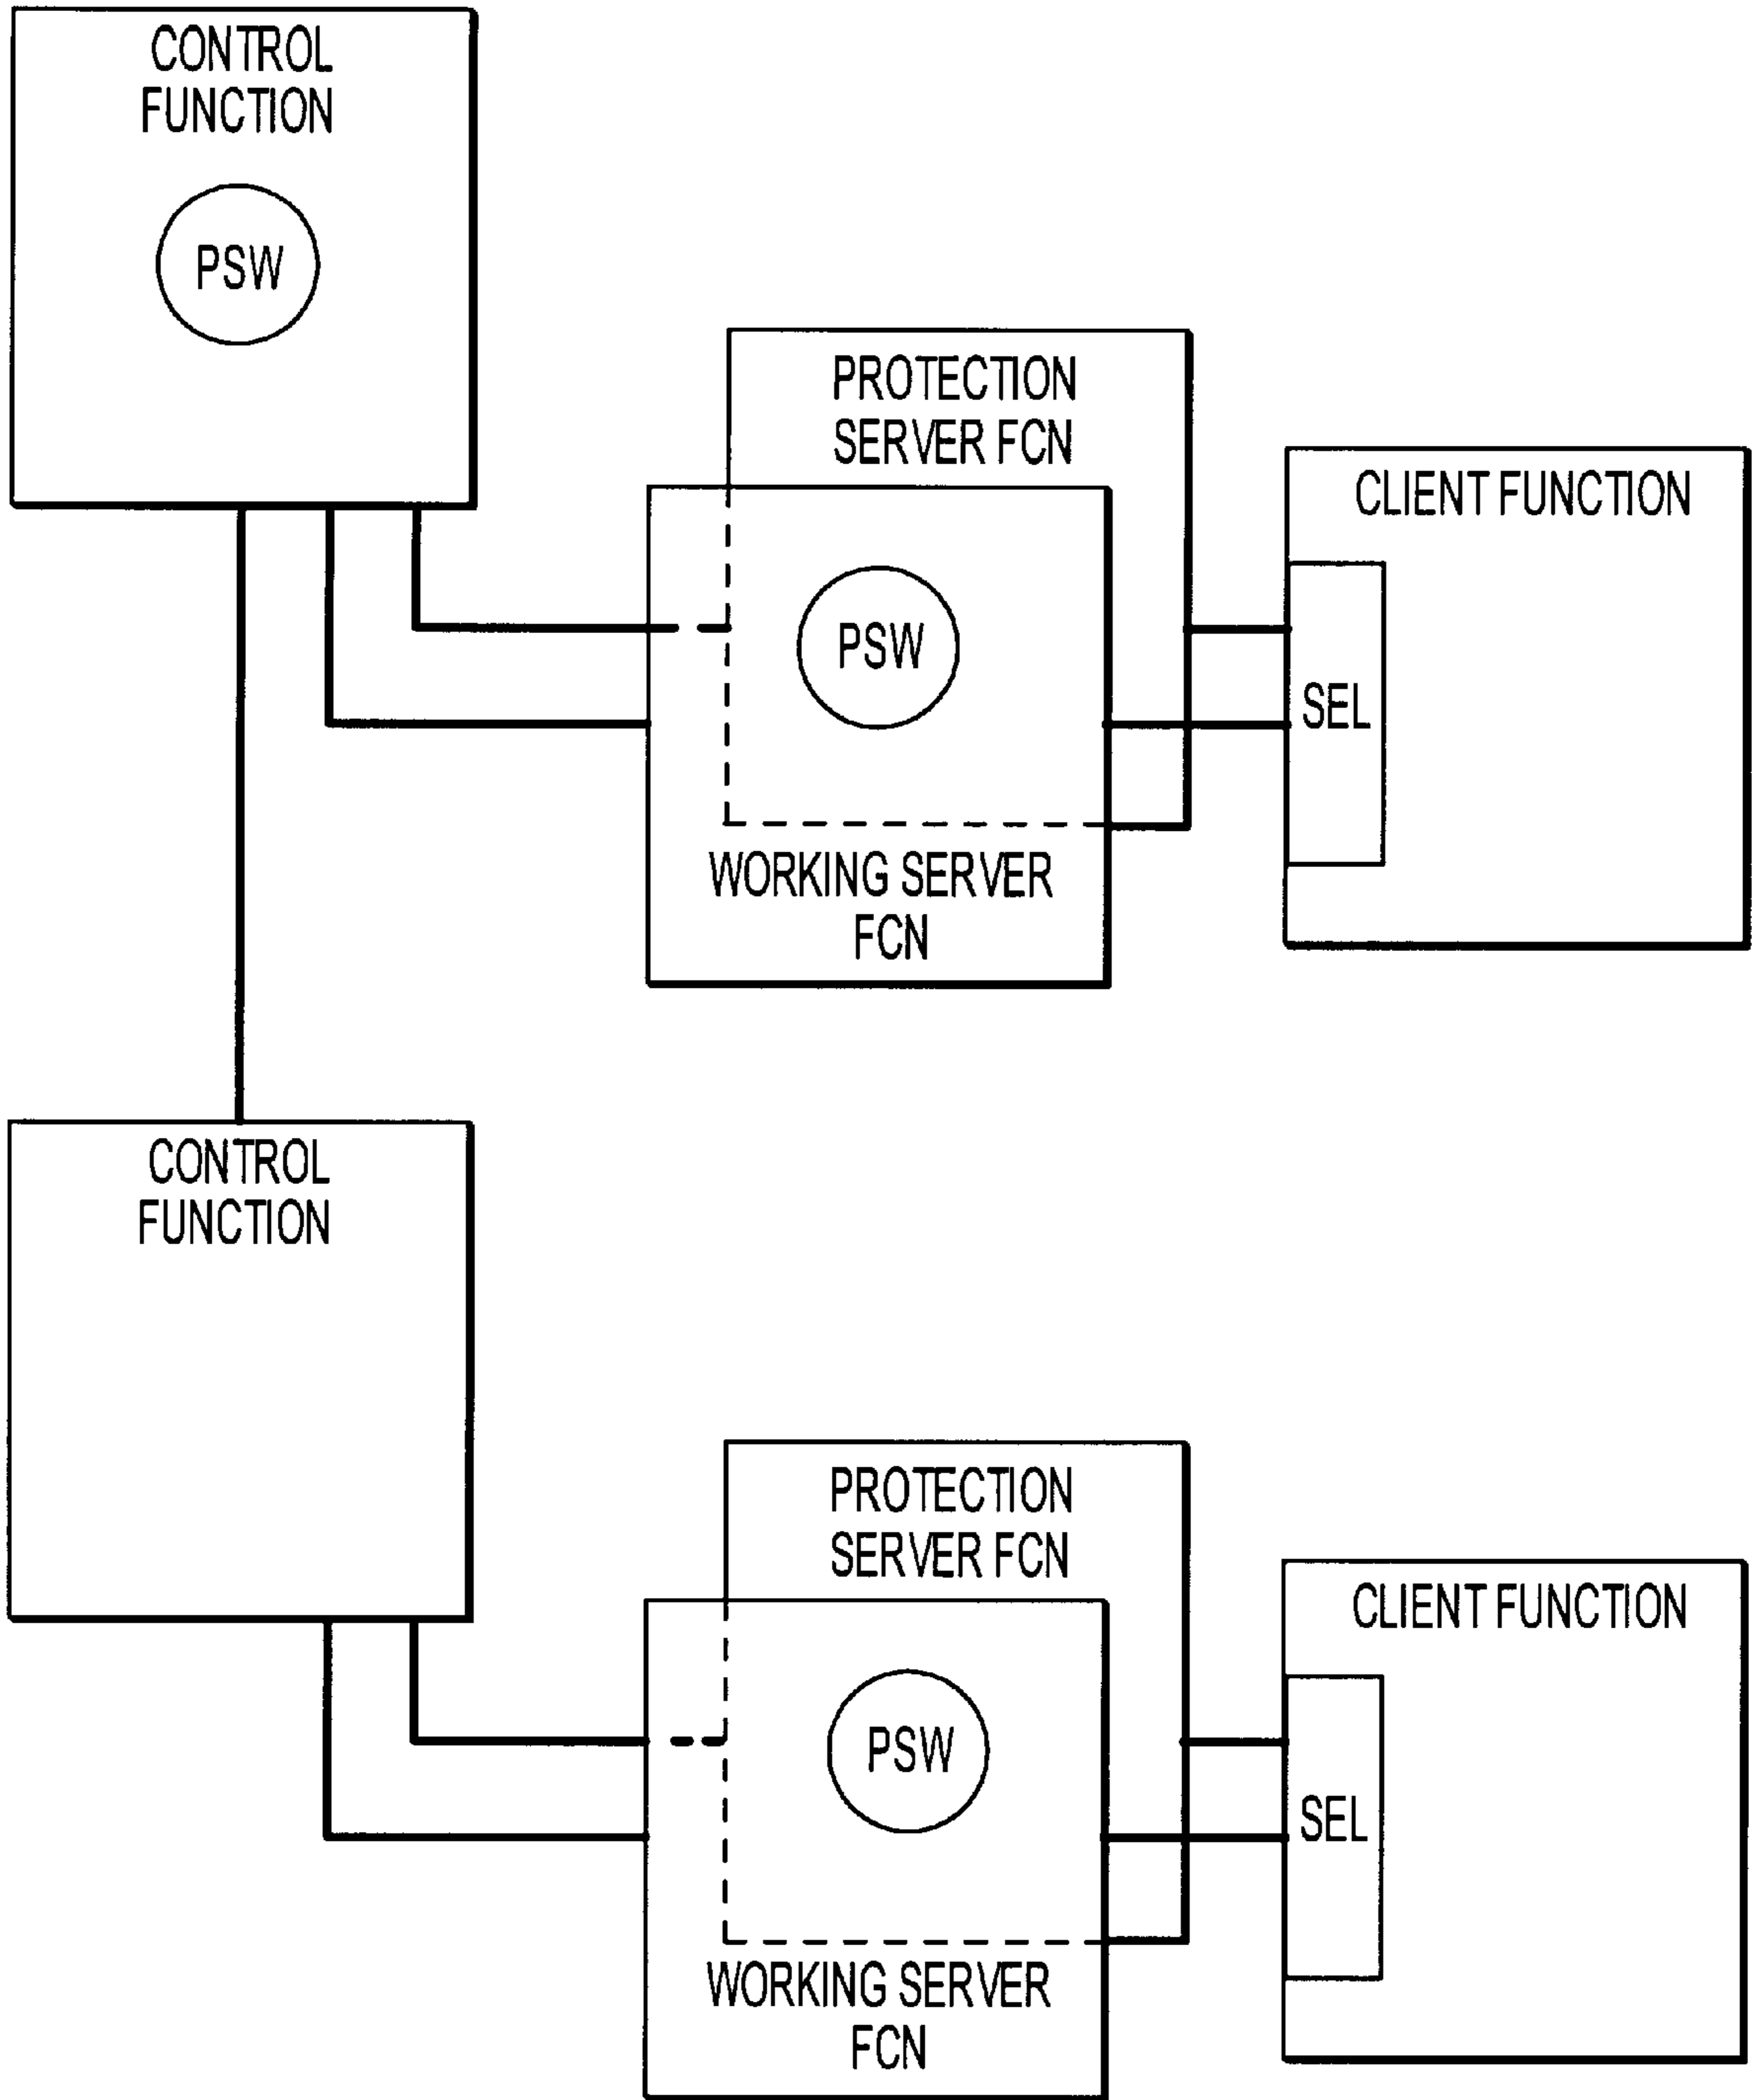 CONTROL
FUNCTION
PSW
PROTECTION
SERVER FCN
CLIENT FUNCTION
PSW
SEL
WORKING SERVER
FCN
CONTROL
FUNCTION
PROTECTION
SERVER FCN
CLIENT FUNCTION
PSW
SEL
WORKING SERVER
FCN